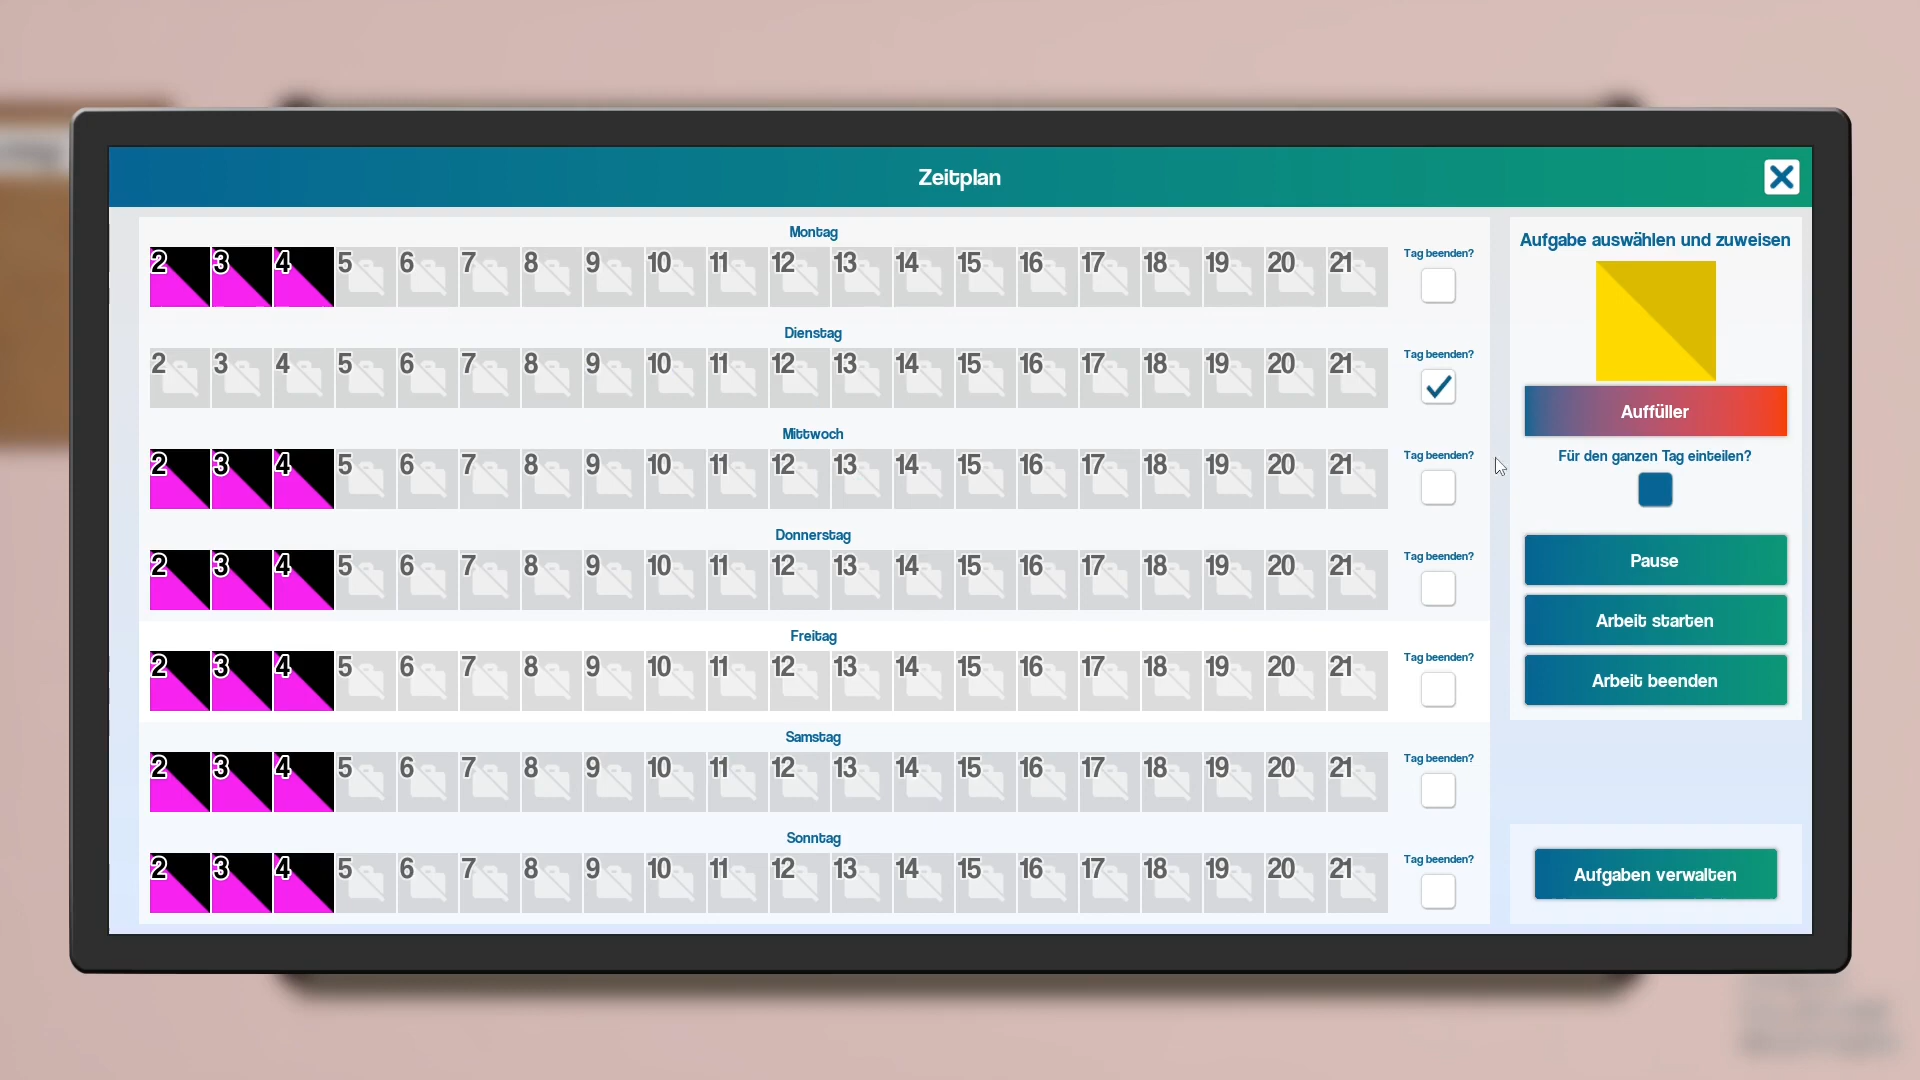 Zeitplan
Montag
2 3 4 5 6 7 8 9 10 11 12 13 14 15 16 17 18 19 20 21
Tag beenden?
Dienstag
2 3 4 5 6 7 8 9 10 11 12 13 14 15 16 17 18 19 20 21
Tag beenden?
Mittwoch
2 3 4 5 6 7 8 9 10 11 12 13 14 15 16 17 18 19 20 21
Tag beenden?
Donnerstag
2 3 4 5 6 7 8 9 10 11 12 13 14 15 16 17 18 19 20 21
Tag beenden?
Freitag
2 3 4 5 6 7 8 9 10 11 12 13 14 15 16 17 18 19 20 21
Tag beenden?
Samstag
2 3 4 5 6 7 8 9 10 11 12 13 14 15 16 17 18 19 20 21
Tag beenden?
Sonntag
2 3 4 5 6 7 8 9 10 11 12 13 14 15 16 17 18 19 20 21
Tag beenden?
Aufgabe auswählen und zuweisen
Auffüller
Für den ganzen Tag einteilen?
Pause
Arbeit starten
Arbeit beenden
Aufgaben verwalten